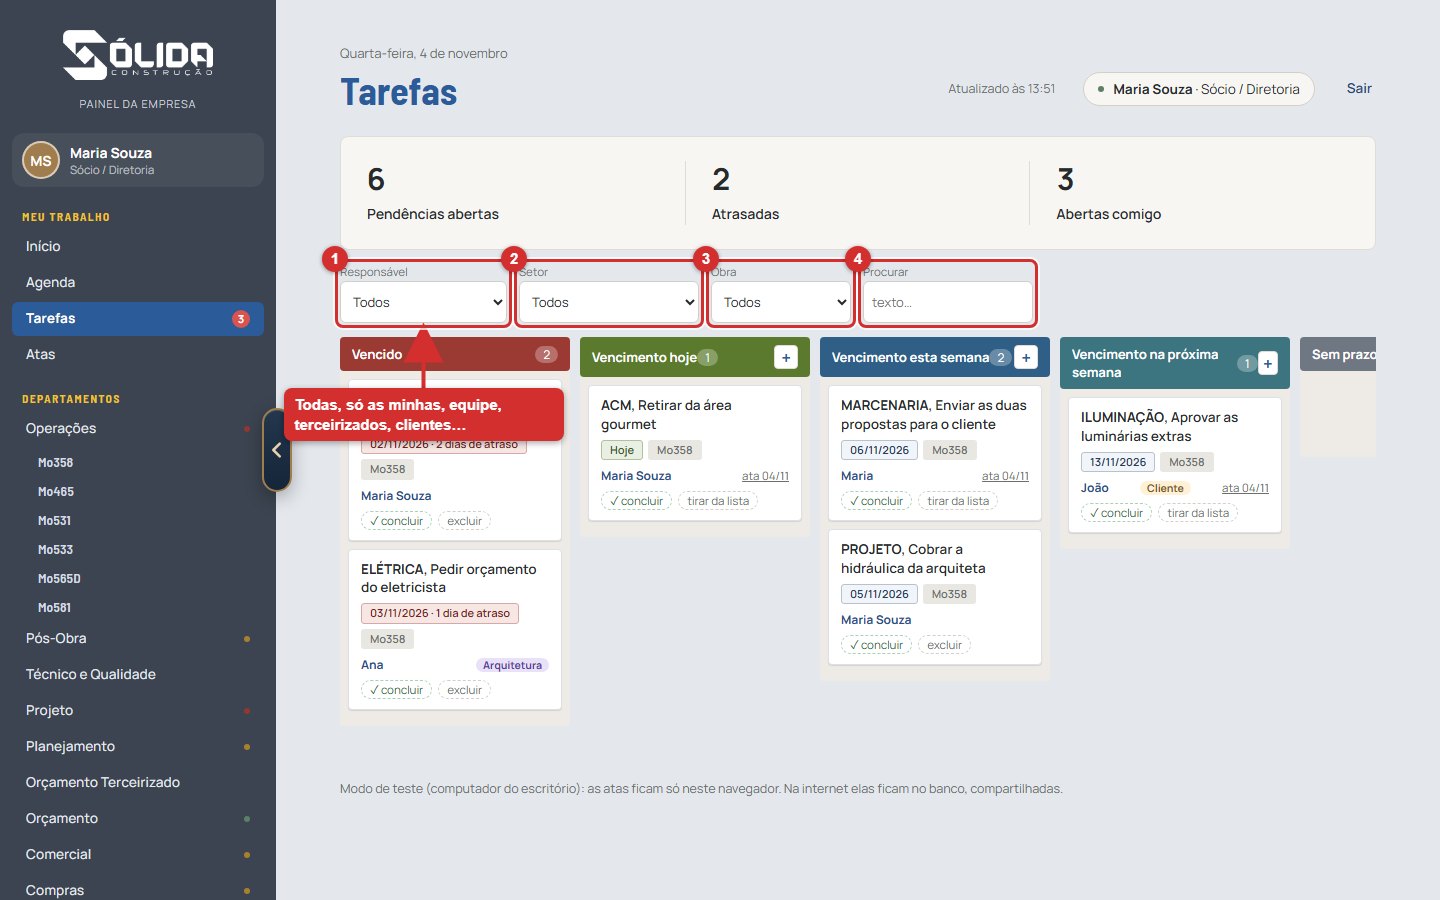 SÓLIDA
CONSTRUÇÃO
PAINEL DA EMPRESA
MS
Maria Souza
Sócio / Diretoria
MEU TRABALHO
Início
Agenda
Tarefas
3
Atas
DEPARTAMENTOS
Operações
Mo358
Mo465
Mo531
Mo533
Mo565D
Mo581
Pós-Obra
Técnico e Qualidade
Projeto
Planejamento
Orçamento Terceirizado
Orçamento
Comercial
Compras
Quarta-feira, 4 de novembro
Tarefas
Atualizado às 13:51
Maria Souza · Sócio / Diretoria
Sair
6
Pendências abertas
2
Atrasadas
3
Abertas comigo
1
Responsável
Todos
2
Setor
Todos
3
Obra
Todos
4
Procurar
texto...
Todas, só as minhas, equipe,
terceirizados, clientes...
Vencido
2
02/11/2026 · 2 dias de atraso
Mo358
Maria Souza
✓ concluir
excluir
ELÉTRICA, Pedir orçamento
do eletricista
03/11/2026 · 1 dia de atraso
Mo358
Ana
Arquitetura
✓ concluir
excluir
Vencimento hoje
1
+
ACM, Retirar da área
gourmet
Hoje
Mo358
Maria Souza
ata 04/11
✓ concluir
tirar da lista
Vencimento esta semana
2
+
MARCENARIA, Enviar as duas
propostas para o cliente
06/11/2026
Mo358
Maria
ata 04/11
✓ concluir
tirar da lista
PROJETO, Cobrar a
hidráulica da arquiteta
05/11/2026
Mo358
Maria Souza
✓ concluir
excluir
Vencimento na próxima
semana
1
+
ILUMINAÇÃO, Aprovar as
luminárias extras
13/11/2026
Mo358
João
Cliente
ata 04/11
✓ concluir
tirar da lista
Sem prazo
Modo de teste (computador do escritório): as atas ficam só neste navegador. Na internet elas ficam no banco, compartilhadas.